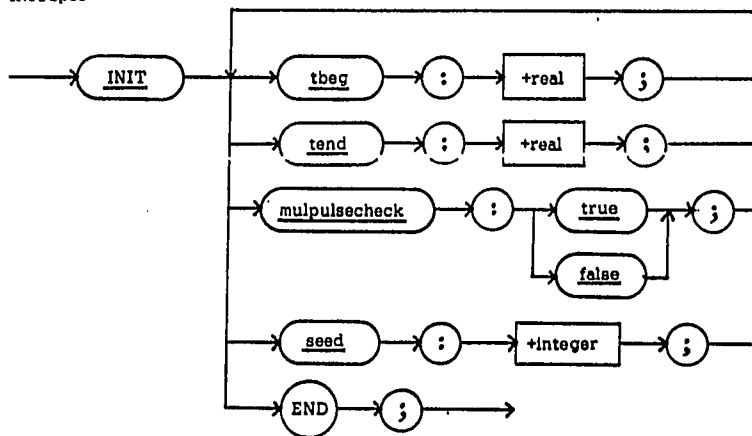 INIT tbeg : +real ;
tend : +real ;
mulpulsecheck : true ;
false
seed : +integer ;
END ;